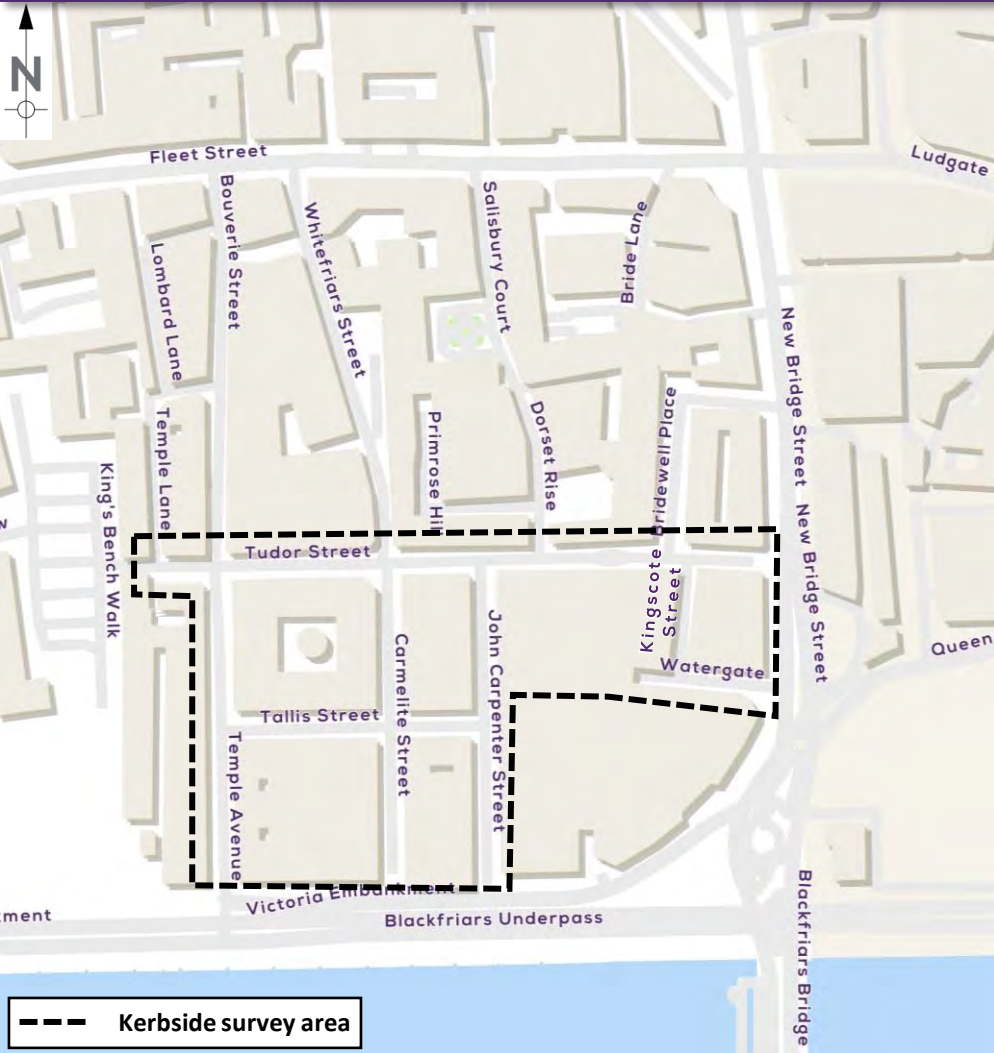 N
Fleet Street
Ludgate
Bouverie Street
Whitefriars Street
Salisbury Court
Bride Lane
Lombard Lane
New Bridge Street
Temple Lane
Primrose Hill
Dorset Rise
Bridewell Place
King's Bench Walk
w
New Bridge Street
Tudor Street
Kingscote
Street
John Carpenter Street
Carmelite Street
Queen
Watergate
Tallis Street
Temple Avenue
Victoria Embankment
ment
Blackfriars Underpass
Blackfriars Bridge
Kerbside survey area